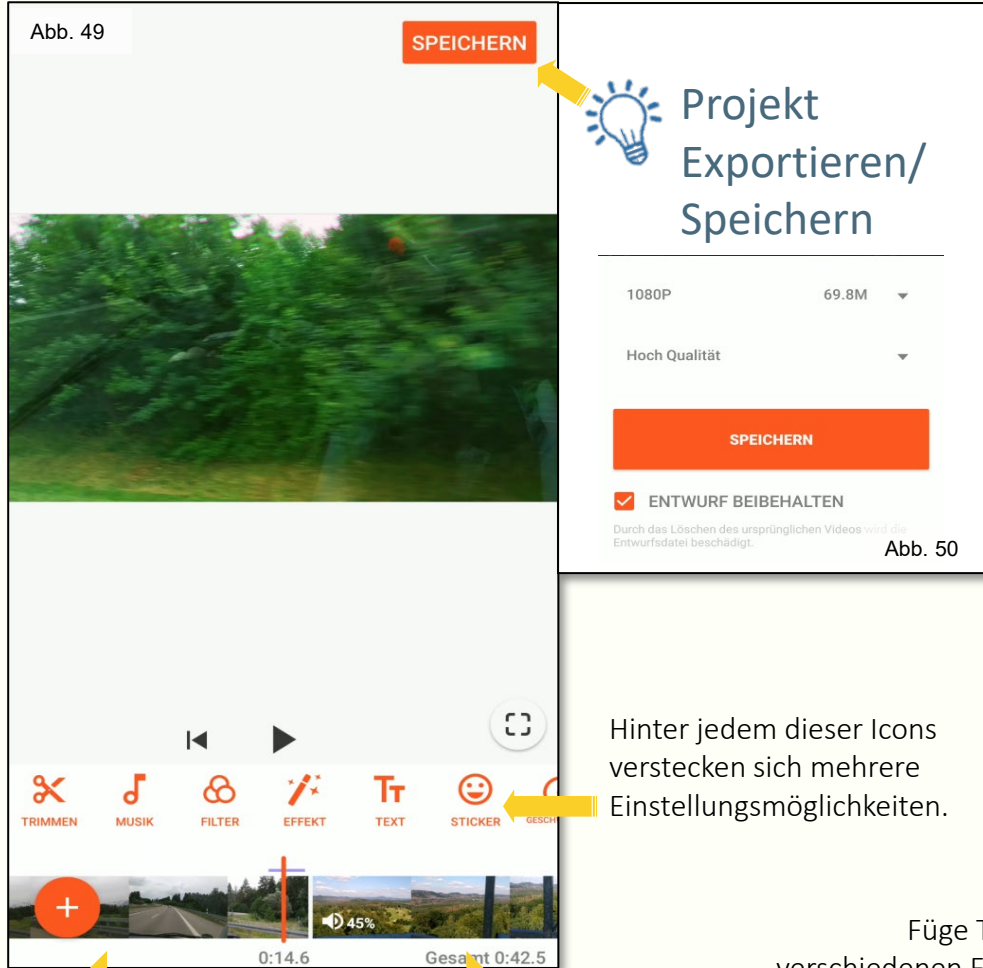 Abb. 49
SPEICHERN
Projekt
Exportieren/
Speichern
1080P 69.8M
Hoch Qualität
SPEICHERN
ENTWURF BEIBEHALTEN
Durch das Löschen des ursprünglichen Videos wird die
Entwurfsdatei beschädigt.
Abb. 50
Hinter jedem dieser Icons
verstecken sich mehrere
Einstellungsmöglichkeiten.
TRIMMEN MUSIK FILTER EFFEKT TEXT STICKER
45%
0:14.6 Gesamt 0:42.5
Füge
verschiedenen